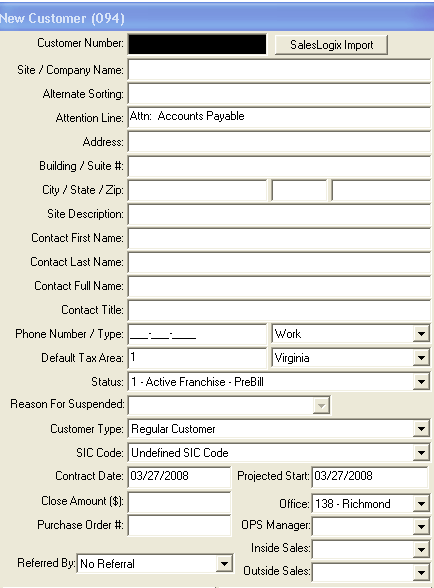 New Customer (094)
Customer Number: SalesLogix Import
Site / Company Name:
Alternate Sorting:
Attention Line: Attn: Accounts Payable
Address:
Building / Suite #:
City / State / Zip:
Site Description:
Contact First Name:
Contact Last Name:
Contact Full Name:
Contact Title:
Phone Number / Type: ___-___-____ Work
Default Tax Area: 1 Virginia
Status: 1 - Active Franchise - PreBill
Reason For Suspended:
Customer Type: Regular Customer
SIC Code: Undefined SIC Code
Contract Date: 03/27/2008 Projected Start: 03/27/2008
Close Amount ($): Office: 138 - Richmond
Purchase Order #: OPS Manager:
Inside Sales:
Referred By: No Referral
Outside Sales: